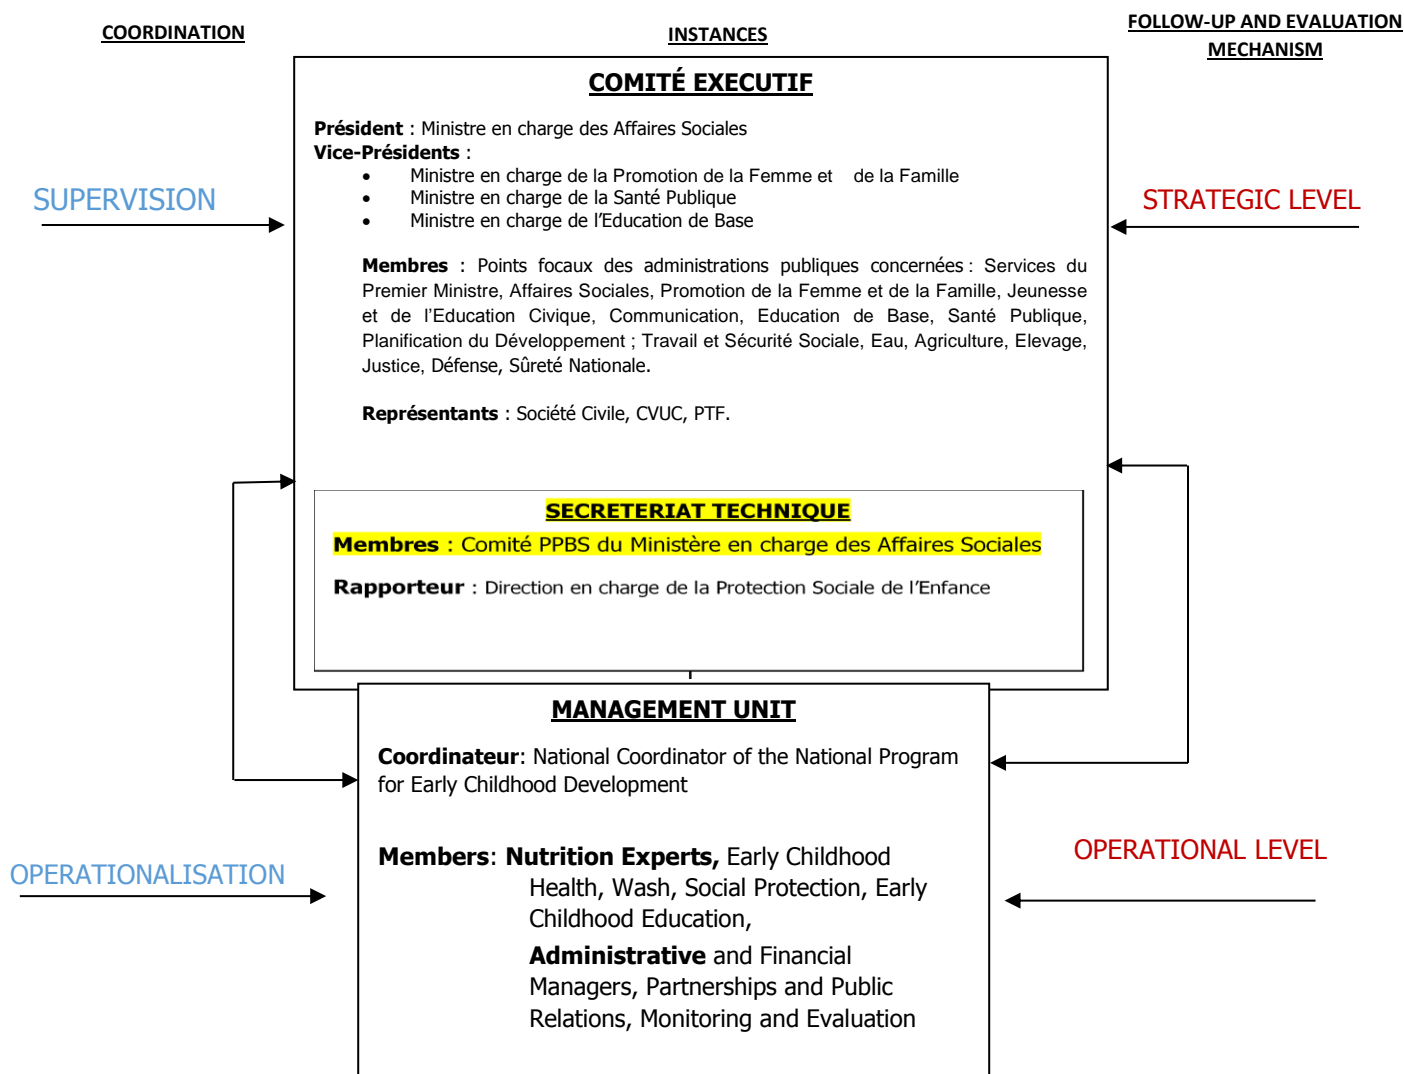 COORDINATION
INSTANCES
FOLLOW-UP AND EVALUATION
MECHANISM
COMITÉ EXECUTIF
Président : Ministre en charge des Affaires Sociales
Vice-Présidents :
• Ministre en charge de la Promotion de la Femme et de la Famille
• Ministre en charge de la Santé Publique
• Ministre en charge de l'Education de Base
SUPERVISION
STRATEGIC LEVEL
Membres : Points focaux des administrations publiques concernées : Services du
Premier Ministre, Affaires Sociales, Promotion de la Femme et de la Famille, Jeunesse
et de l'Education Civique, Communication, Education de Base, Santé Publique,
Planification du Développement ; Travail et Sécurité Sociale, Eau, Agriculture, Elevage,
Justice, Défense, Sûreté Nationale.
Représentants : Société Civile, CVUC, PTF.
SECRETERIAT TECHNIQUE
Membres : Comité PPBS du Ministère en charge des Affaires Sociales
Rapporteur : Direction en charge de la Protection Sociale de l'Enfance
MANAGEMENT UNIT
Coordinateur: National Coordinator of the National Program
for Early Childhood Development
OPERATIONALISATION
OPERATIONAL LEVEL
Members: Nutrition Experts, Early Childhood
Health, Wash, Social Protection, Early
Childhood Education,
Administrative and Financial
Managers, Partnerships and Public
Relations, Monitoring and Evaluation